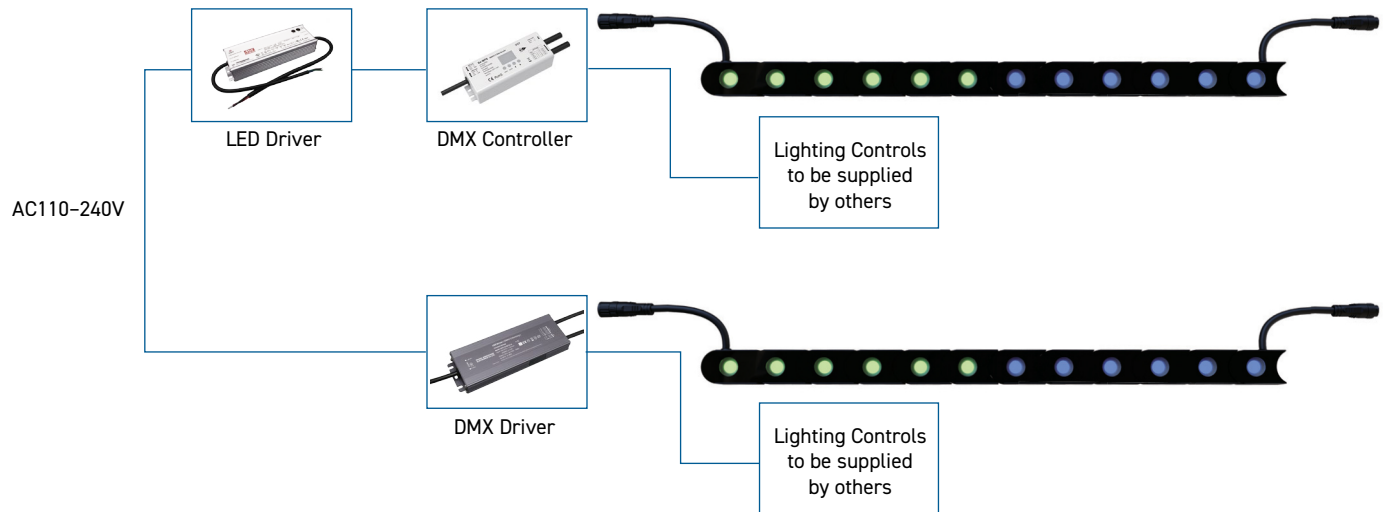 LED Driver
DMX Controller
Lighting Controls
to be supplied
by others
AC110–240V
DMX Driver
Lighting Controls
to be supplied
by others